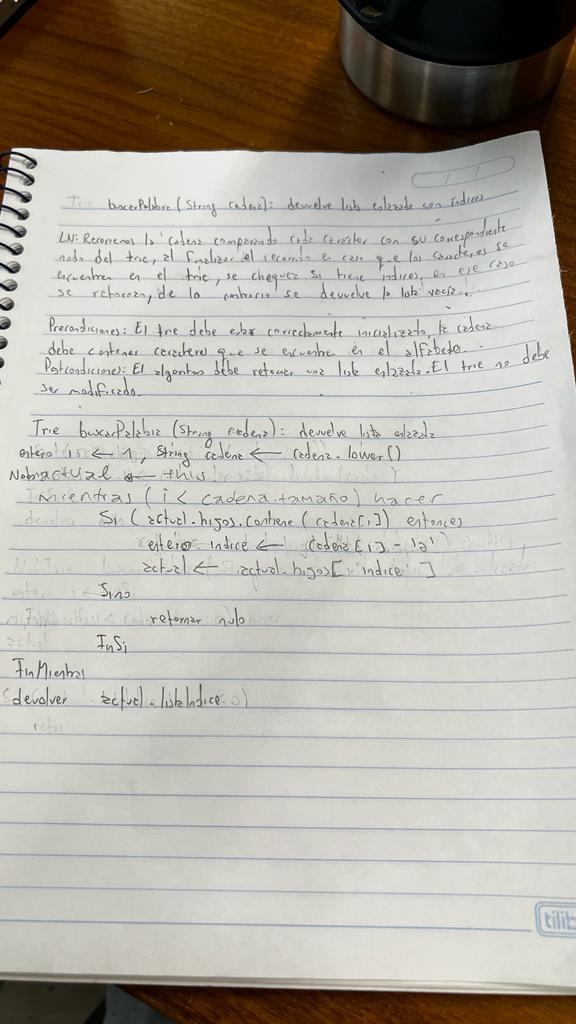 Trie buscarPalabra (String cadena): devuelve lista enlazada con índices
LN: Recorremos la cadena comparando cada carácter con su correspondiente
nodo del trie, al finalizar el recorrido en caso que los caracteres se
encuentren en el trie, se chequea si tiene indices, en ese caso
se retornan, de lo contrario se devuelve la lista vacía.
Precondiciones: El trie debe estar correctamente inicializado, la cadena
debe contener caracteres que se encuentren en el alfabeto.
Postcondiciones: El algoritmo debe retornar una lista enlazada. El trie no debe
ser modificado.
Trie buscarPalabra (String cadena): devuelve lista enlazada
entero i ← 1, String cadena ← cadena.lower()
Nodo actual ← this
Mientras (i < cadena.tamaño) hacer
Si (actual.hijos.contiene (cadena[i]) entonces
entero indice ← (cadena[i] - 'a')
actual ← actual.hijos[indice]
Sino
retornar nulo
FinSi
FinMientras
devolver actual.listaIndice
tilib